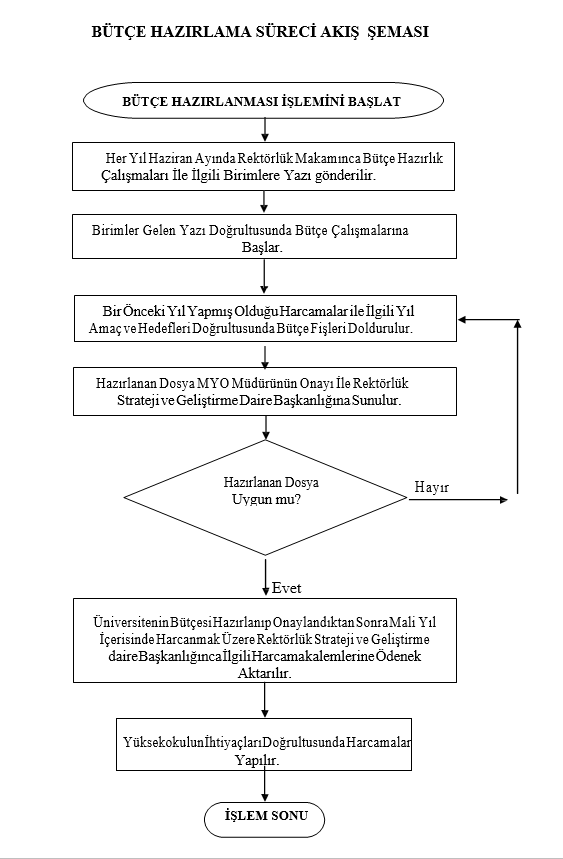 BÜTÇE HAZIRLAMA SÜRECİ AKIŞ ŞEMASI
BÜTÇE HAZIRLANMASI İŞLEMİNİ BAŞLAT
Her Yıl Haziran Ayında Rektörlük Makamınca Bütçe Hazırlık
Çalışmaları İle İlgili Birimlere Yazı gönderilir.
Birimler Gelen Yazı Doğrultusunda Bütçe Çalışmalarına
Başlar.
Bir Önceki Yıl Yapmış Olduğu Harcamalar ile İlgili Yıl
Amaç ve Hedefleri Doğrultusunda Bütçe Fişleri Doldurulur.
Hazırlanan Dosya MYO Müdürünün Onayı İle Rektörlük
Strateji ve Geliştirme Daire Başkanlığına Sunulur.
Hazırlanan Dosya
Uygun mu?
Hayır
Evet
Üniversitenin Bütçesi Hazırlanıp Onaylandıktan Sonra Mali Yıl
İçerisinde Harcanmak Üzere Rektörlük Strateji ve Geliştirme
daire Başkanlığınca İlgili Harcama kalemlerine Ödenek
Aktarılır.
Yüksekokulun İhtiyaçları Doğrultusunda Harcamalar
Yapılır.
İŞLEM SONU